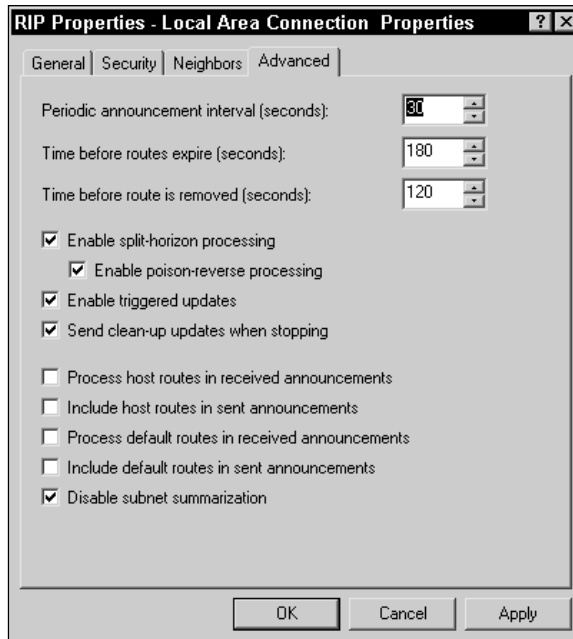 RIP Properties - Local Area Connection Properties
General Security Neighbors Advanced
Periodic announcement interval (seconds): 30
Time before routes expire (seconds): 180
Time before route is removed (seconds): 120
Enable split-horizon processing
Enable poison-reverse processing
Enable triggered updates
Send clean-up updates when stopping
Process host routes in received announcements
Include host routes in sent announcements
Process default routes in received announcements
Include default routes in sent announcements
Disable subnet summarization
OK Cancel Apply